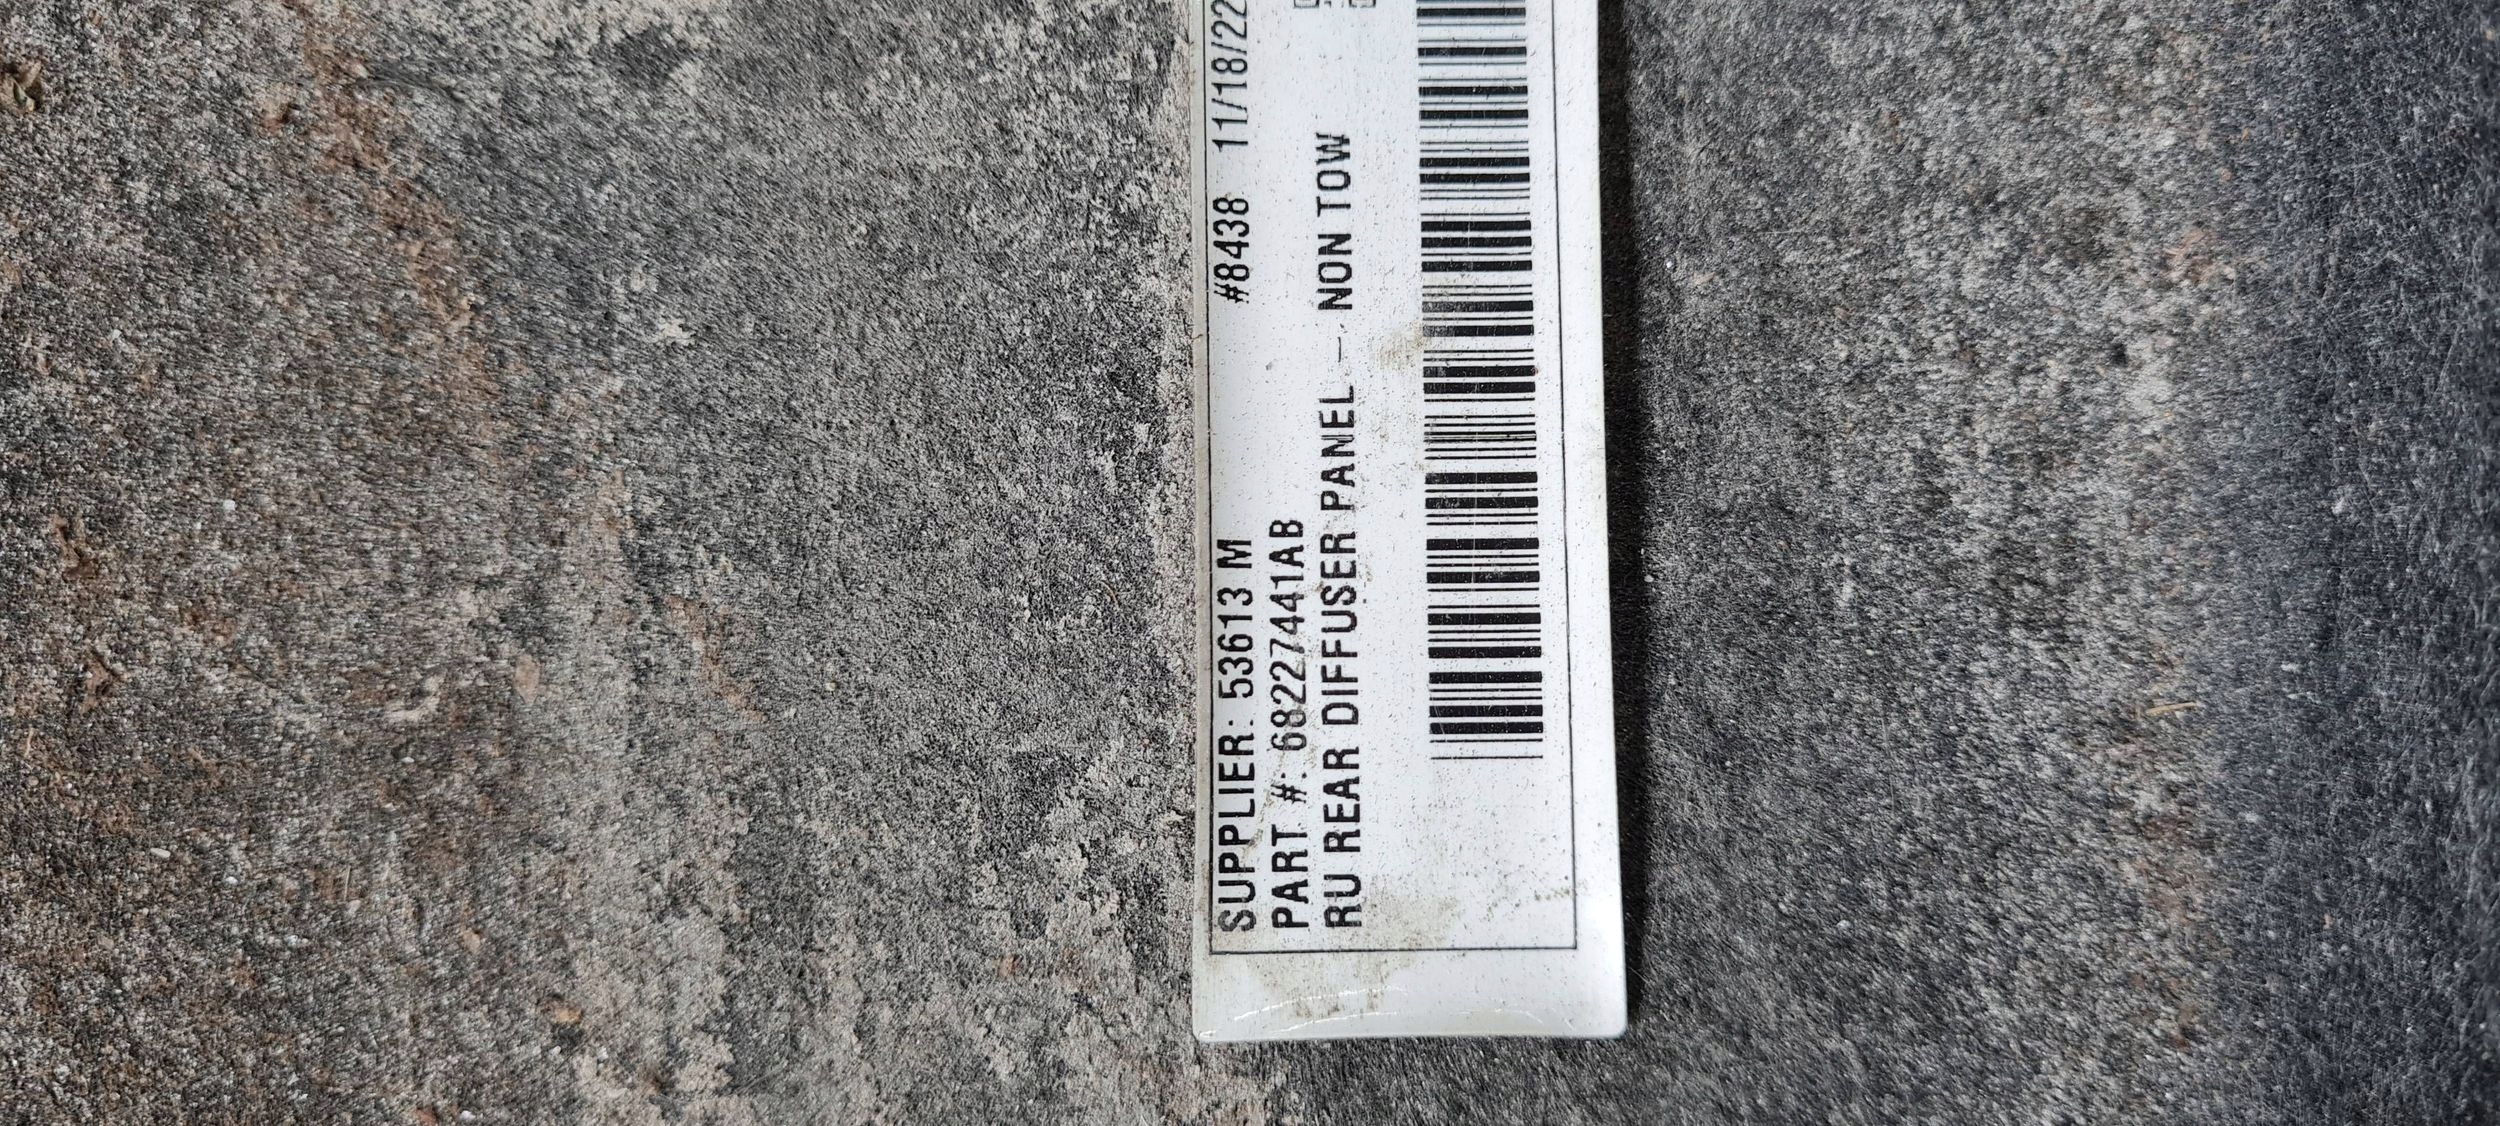 SUPPLIER: 53613 M #8438 11/18/22
PART #: 68227441AB
RU REAR DIFFUSER PANEL - NON TOW